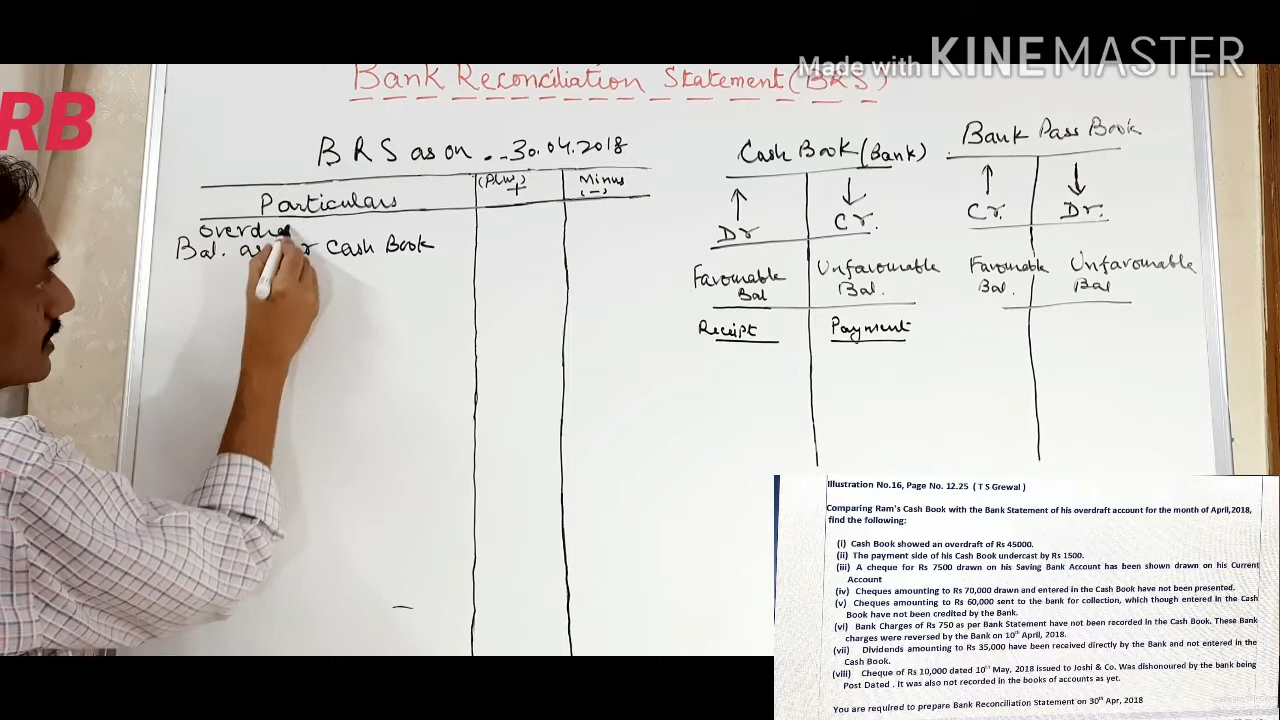 Made with KINEMASTER
RB
Bank Reconciliation Statement (BRS)
BRS as on . - 30.04.2018
Particulars
(Plus)
+
Minus
(-)
overdra
Bal. as r Cash Book
Cash Book (Bank)
Dr
Cr.
Favourable
Bal
Unfavourable
Bal.
Receipt
Payment
Bank Pass Book
Cr.
Dr.
Favourable
Bal.
Unfavourable
Bal
Illustration No.16, Page No. 12.25 ( T S Grewal )
Comparing Ram's Cash Book with the Bank Statement of his overdraft account for the month of April,2018,
find the following;
(i) Cash Book showed an overdraft of Rs 45000.
(ii) The payment side of his Cash Book undercast by Rs 1500.
(iii) A cheque for Rs 7500 drawn on his Saving Bank Account has been shown drawn on his Current
Account
(iv) Cheques amounting to Rs 70,000 drawn and entered in the Cash Book have not been presented.
(v) Cheques amounting to Rs 60,000 sent to the bank for collection, which though entered in the Cash
Book have not been credited by the Bank.
(vi) Bank Charges of Rs 750 as per Bank Statement have not been recorded in the Cash Book. These Bank
charges were reversed by the Bank on 10th April, 2018.
(vii) Dividends amounting to Rs 35,000 have been received directly by the Bank and not entered in the
Cash Book.
(viii) Cheque of Rs 10,000 dated 10th May, 2018 issued to Joshi & Co. Was dishonoured by the bank being
Post Dated . It was also not recorded in the books of accounts as yet.
You are required to prepare Bank Reconciliation Statement on 30th Apr, 2018